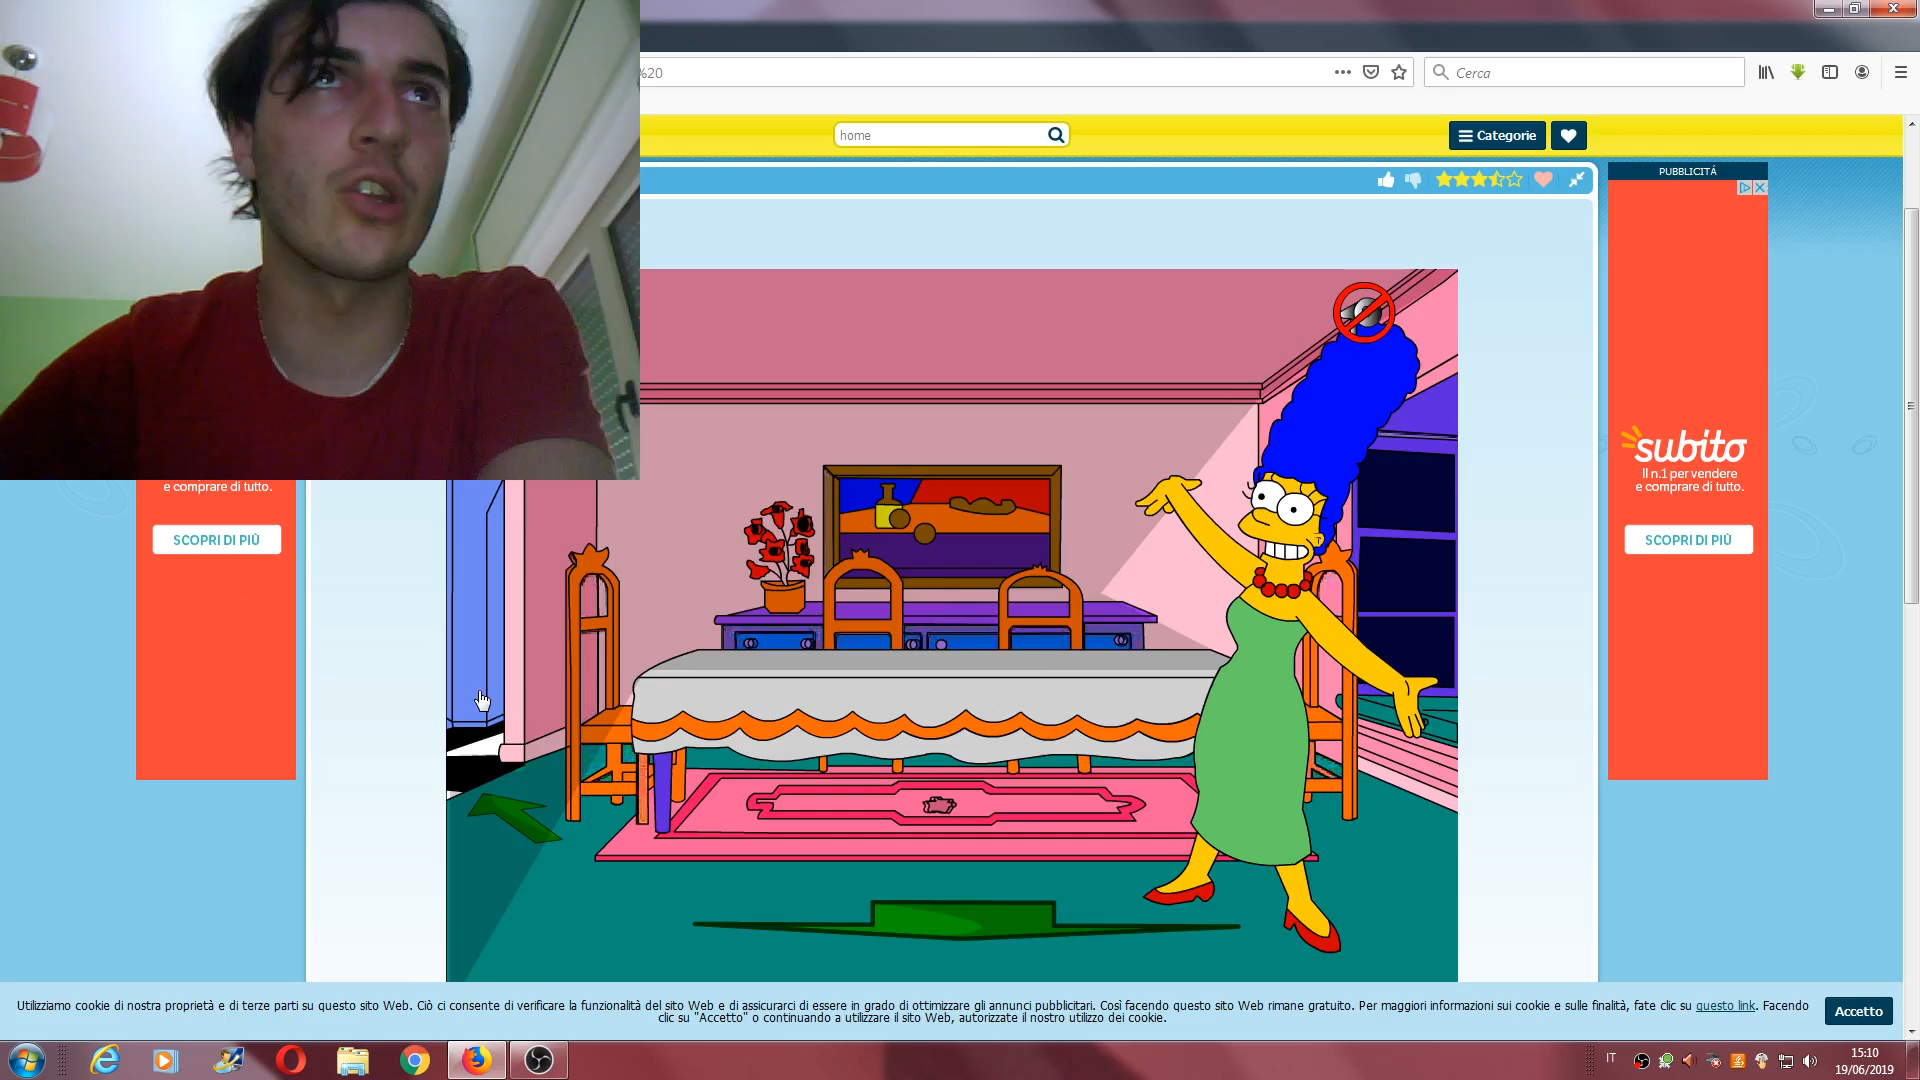 %20
Cerca
home
Categorie
PUBBLICITÁ
subito
Il n.1 per vendere
e comprare di tutto.
SCOPRI DI PIÙ
e comprare di tutto.
SCOPRI DI PIÙ
Utilizziamo cookie di nostra proprietà e di terze parti su questo sito Web. Ciò ci consente di verificare la funzionalità del sito Web e di assicurarci di essere in grado di ottimizzare gli annunci pubblicitari. Così facendo questo sito Web rimane gratuito. Per maggiori informazioni sui cookie e sulle finalità, fate clic su questo link. Facendo
clic su "Accetto" o continuando a utilizzare il sito Web, autorizzate il nostro utilizzo dei cookie.
Accetto
IT
15:10
19/06/2019